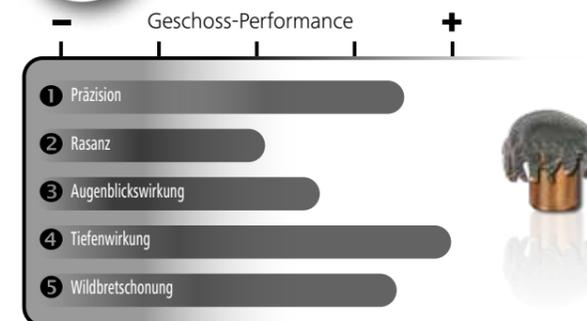 − Geschoss-Performance +
1 Präzision
2 Rasanz
3 Augenblickswirkung
4 Tiefenwirkung
5 Wildbretschonung